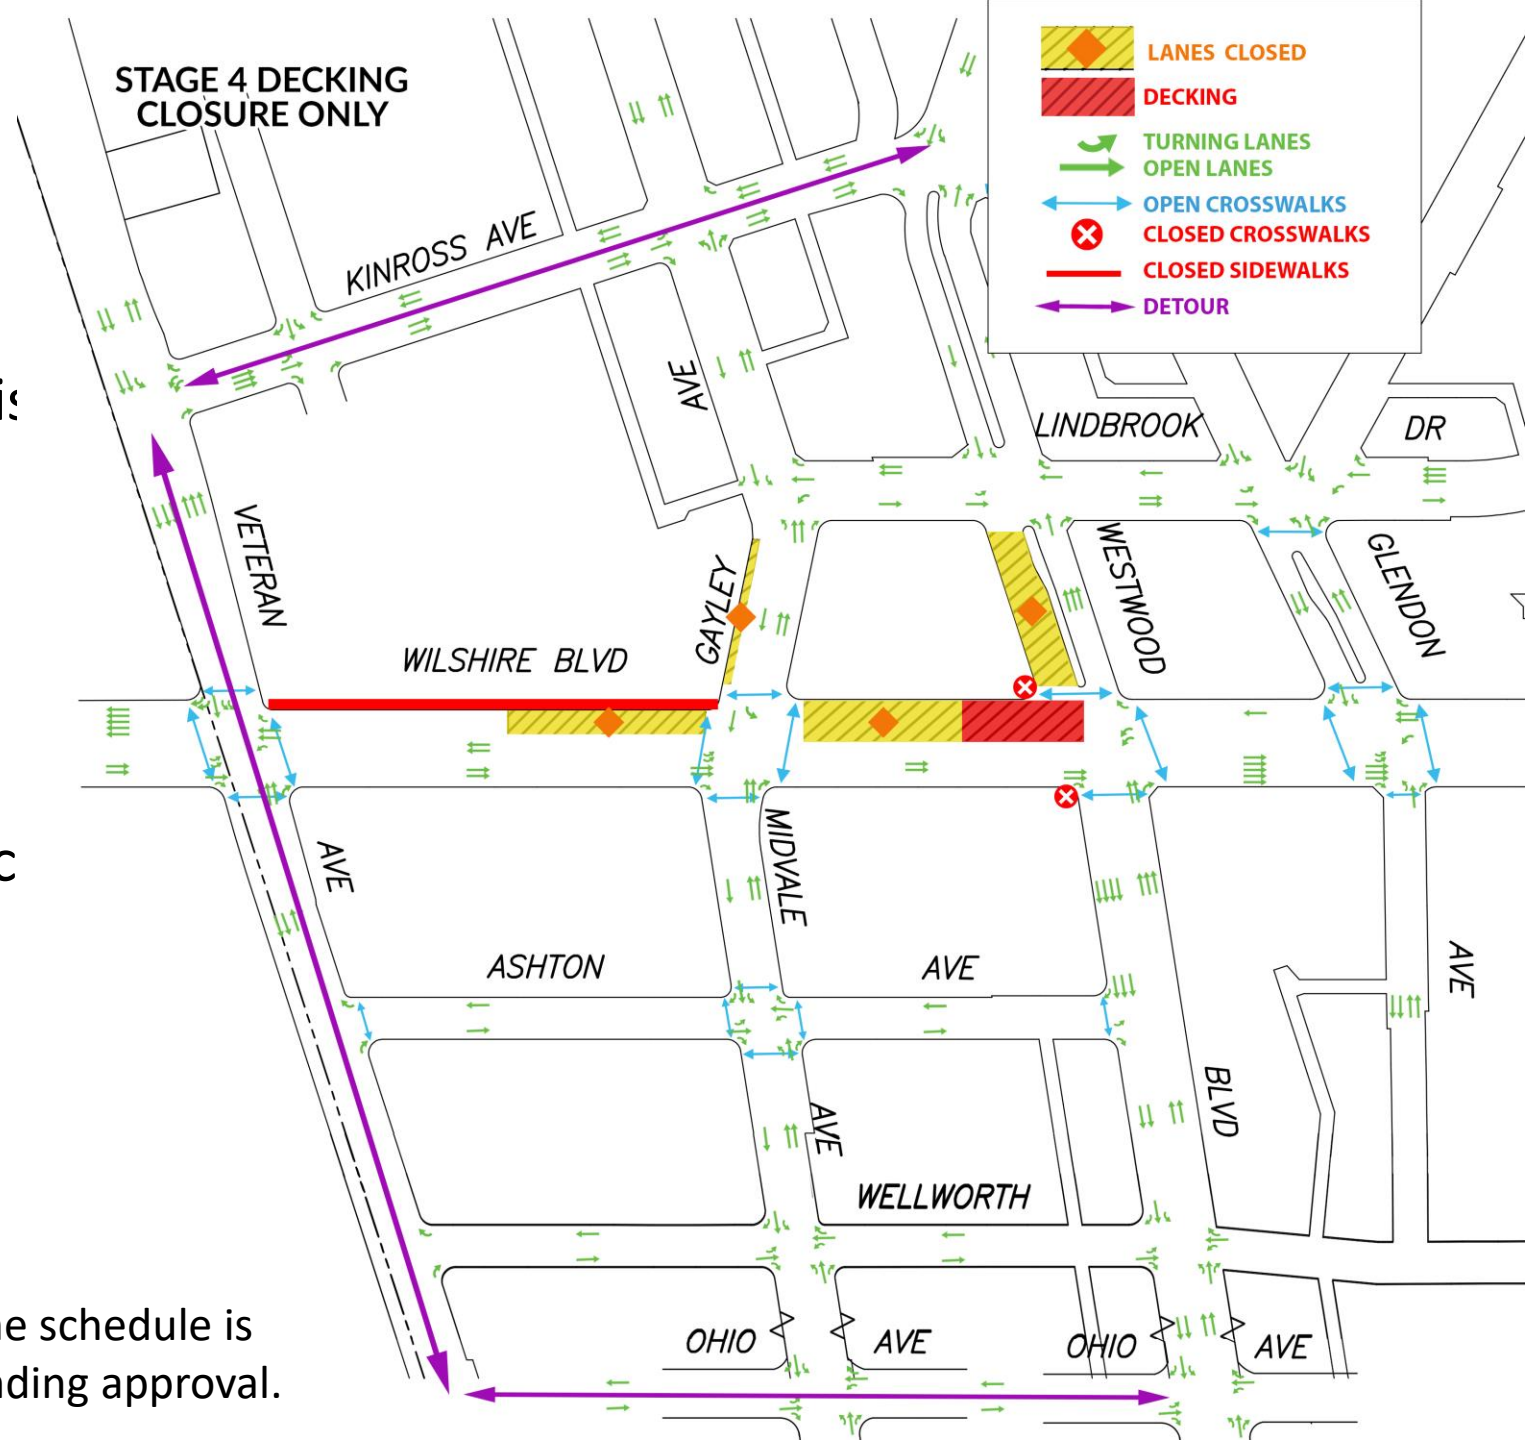 STAGE 4 DECKING
CLOSURE ONLY
LANES CLOSED
DECKING
TURNING LANES
OPEN LANES
OPEN CROSSWALKS
CLOSED CROSSWALKS
CLOSED SIDEWALKS
DETOUR
KINROSS AVE
AVE
LINDBROOK
DR
VETERAN
GAYLEY
WESTWOOD
GLENDON
WILSHIRE BLVD
AVE
MIDVALE
ASHTON
AVE
AVE
BLVD
AVE
WELLWORTH
schedule is
approval.
OHIO
AVE
OHIO
AVE